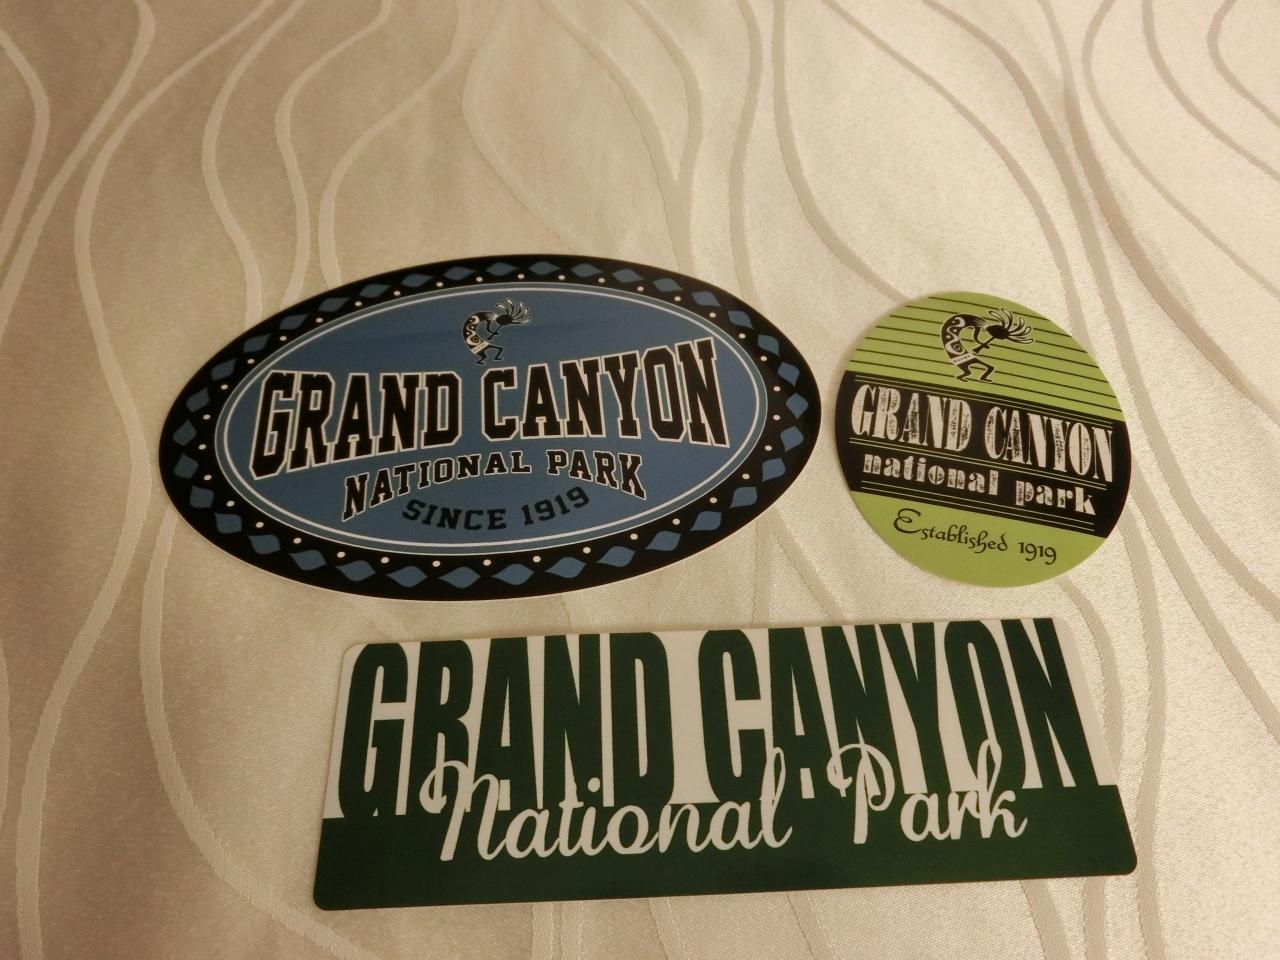 GRAND CANYON
NATIONAL PARK
SINCE 1919
GRAND CANYON
national park
Established 1919
GRAND CANYON
National Park